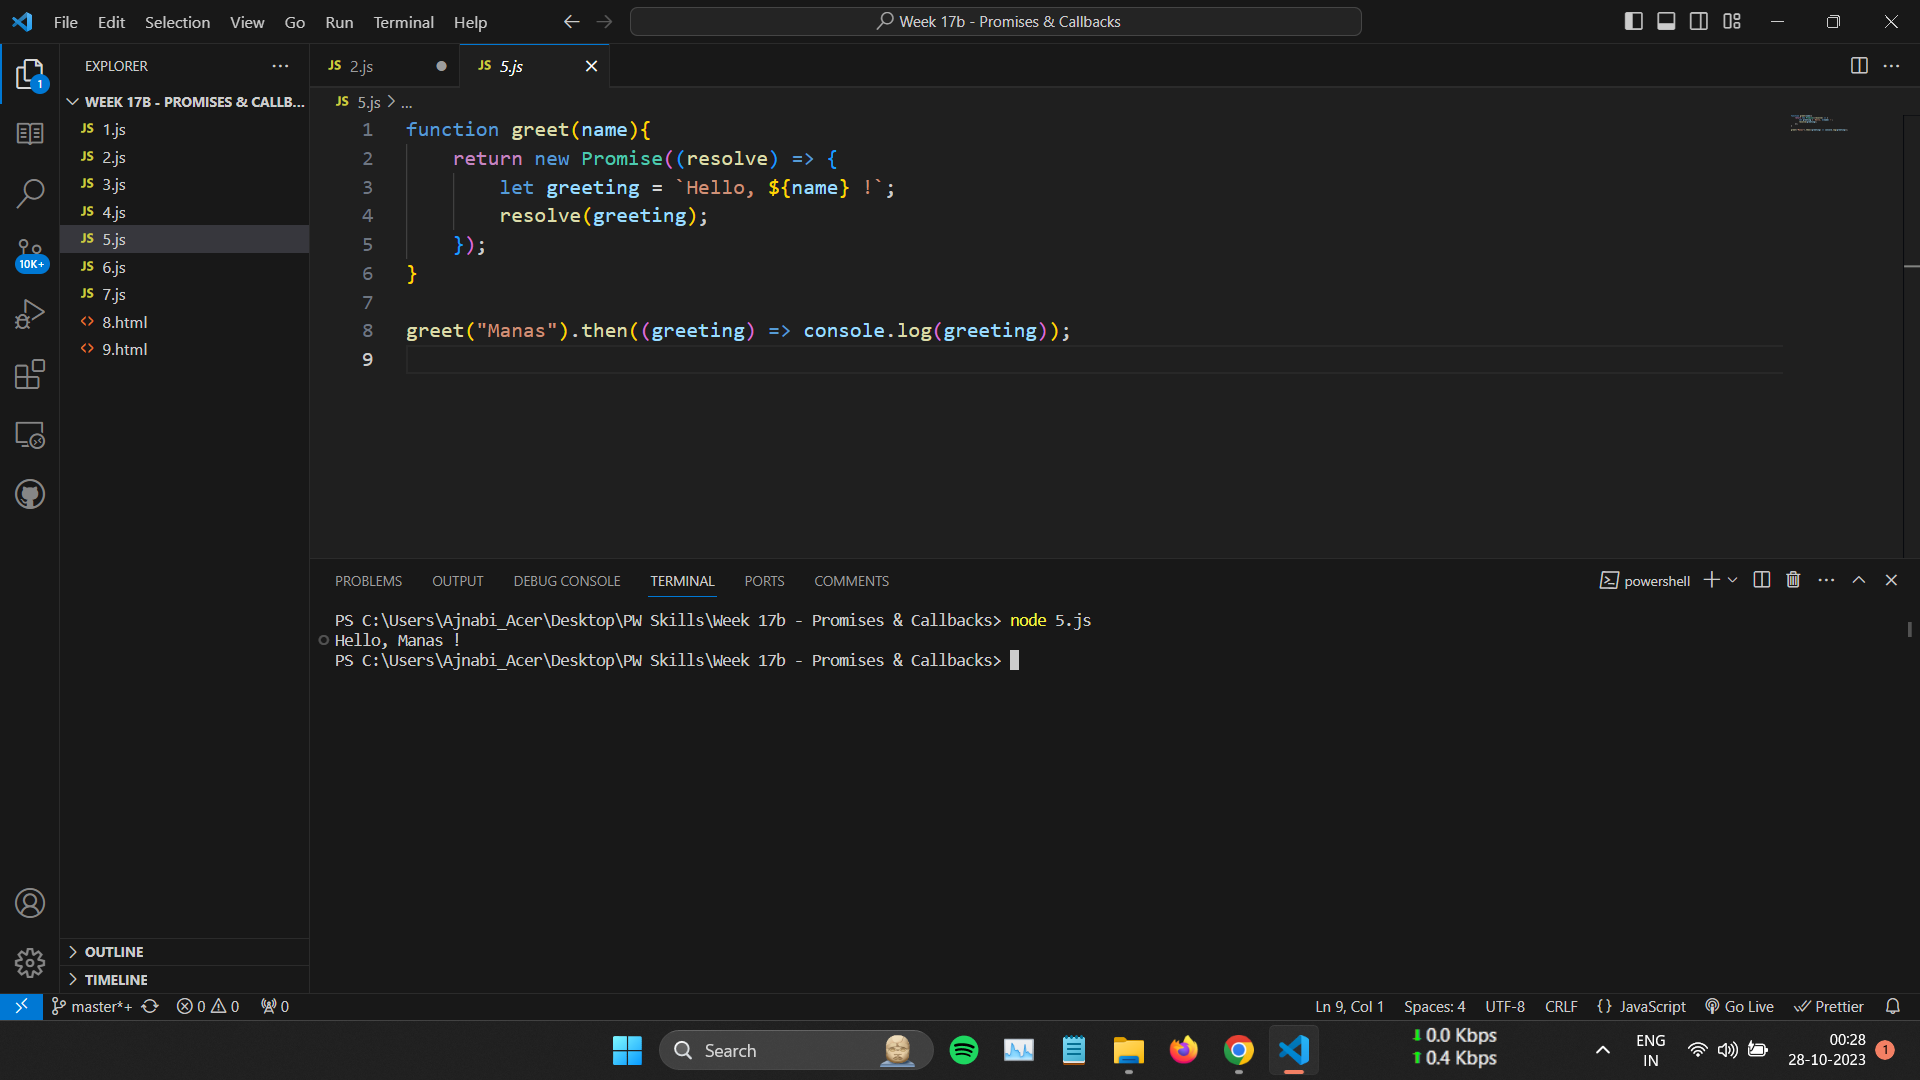 File Edit Selection View Go Run Terminal Help
Week 17b - Promises & Callbacks
EXPLORER
WEEK 17B - PROMISES & CALLB...
JS 1.js
JS 2.js
JS 3.js
JS 4.js
JS 5.js
JS 6.js
JS 7.js
<> 8.html
<> 9.html
1
10K+
OUTLINE
TIMELINE
JS 2.js
JS 5.js
JS 5.js > ...
1 function greet(name){
2 return new Promise((resolve) => {
3 let greeting = `Hello, ${name} !`;
4 resolve(greeting);
5 });
6 }
7
8 greet("Manas").then((greeting) => console.log(greeting));
9
PROBLEMS OUTPUT DEBUG CONSOLE TERMINAL PORTS COMMENTS
powershell
PS C:\Users\Ajnabi_Acer\Desktop\PW Skills\Week 17b - Promises & Callbacks> node 5.js
Hello, Manas !
PS C:\Users\Ajnabi_Acer\Desktop\PW Skills\Week 17b - Promises & Callbacks>
master*+ 0 0 0
Ln 9, Col 1 Spaces: 4 UTF-8 CRLF {} JavaScript Go Live Prettier
Search
0.0 Kbps
0.4 Kbps
ENG
IN
00:28
28-10-2023
1